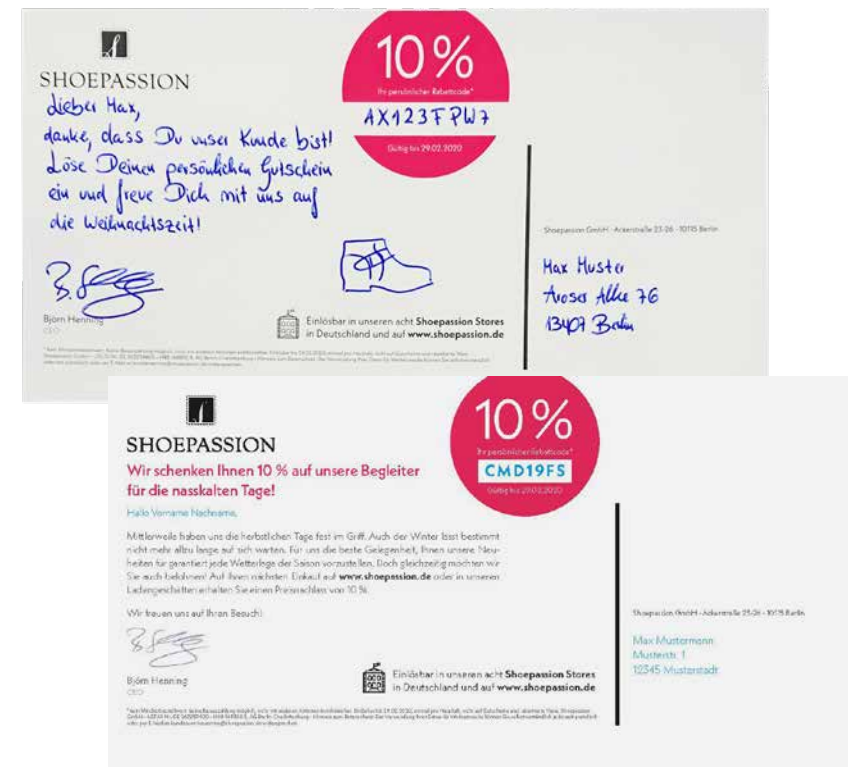 SHOEPASSION
10 %
Ihr persönlicher Rabattcode*
AX123FPW7
Gültig bis 29.02.2020
Lieber Max,
danke, dass Du unser Kunde bist!
Löse Deinen persönlichen Gutschein
ein und freue Dich mit uns auf
die Weihnachtszeit!
Björn Henning
CEO
Einlösbar in unseren acht Shoepassion Stores
in Deutschland und auf www.shoepassion.de
Shoepassion GmbH · Ackerstraße 23-26 · 10115 Berlin
Max Muster
Aroser Allee 76
13407 Berlin
SHOEPASSION
10 %
Ihr persönlicher Rabattcode*
CMD19FS
Gültig bis 29.02.2020
Wir schenken Ihnen 10 % auf unsere Begleiter
für die nasskalten Tage!
Hallo Vorname Nachname,
Mittlerweile haben uns die herbstlichen Tage fest im Griff. Auch der Winter lässt bestimmt
nicht mehr allzu lange auf sich warten. Für uns die beste Gelegenheit, Ihnen unsere Neu-
heiten für garantiert jede Wetterlage der Saison vorzustellen. Doch gleichzeitig möchten wir
Sie auch belohnen! Auf Ihren nächsten Einkauf auf www.shoepassion.de oder in unseren
Ladengeschäften erhalten Sie einen Preisnachlass von 10 %.
Wir freuen uns auf Ihren Besuch!
Björn Henning
CEO
Einlösbar in unseren acht Shoepassion Stores
in Deutschland und auf www.shoepassion.de
Shoepassion GmbH · Ackerstraße 23-26 · 10115 Berlin
Max Mustermann
Musterstr. 1
12345 Musterstadt